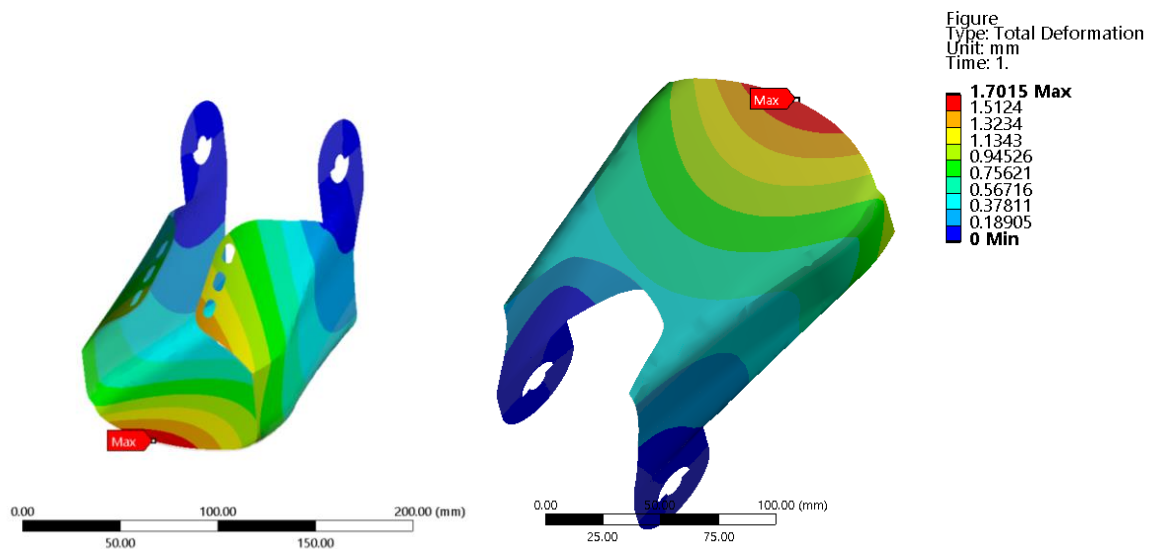 Figure
Type: Total Deformation
Unit: mm
Time: 1.
1.7015 Max
1.5124
1.3234
1.1343
0.94526
0.75621
0.56716
0.37811
0.18905
0 Min
Max
Max
0.00 100.00 200.00 (mm)
50.00 150.00
0.00 50.00 100.00 (mm)
25.00 75.00